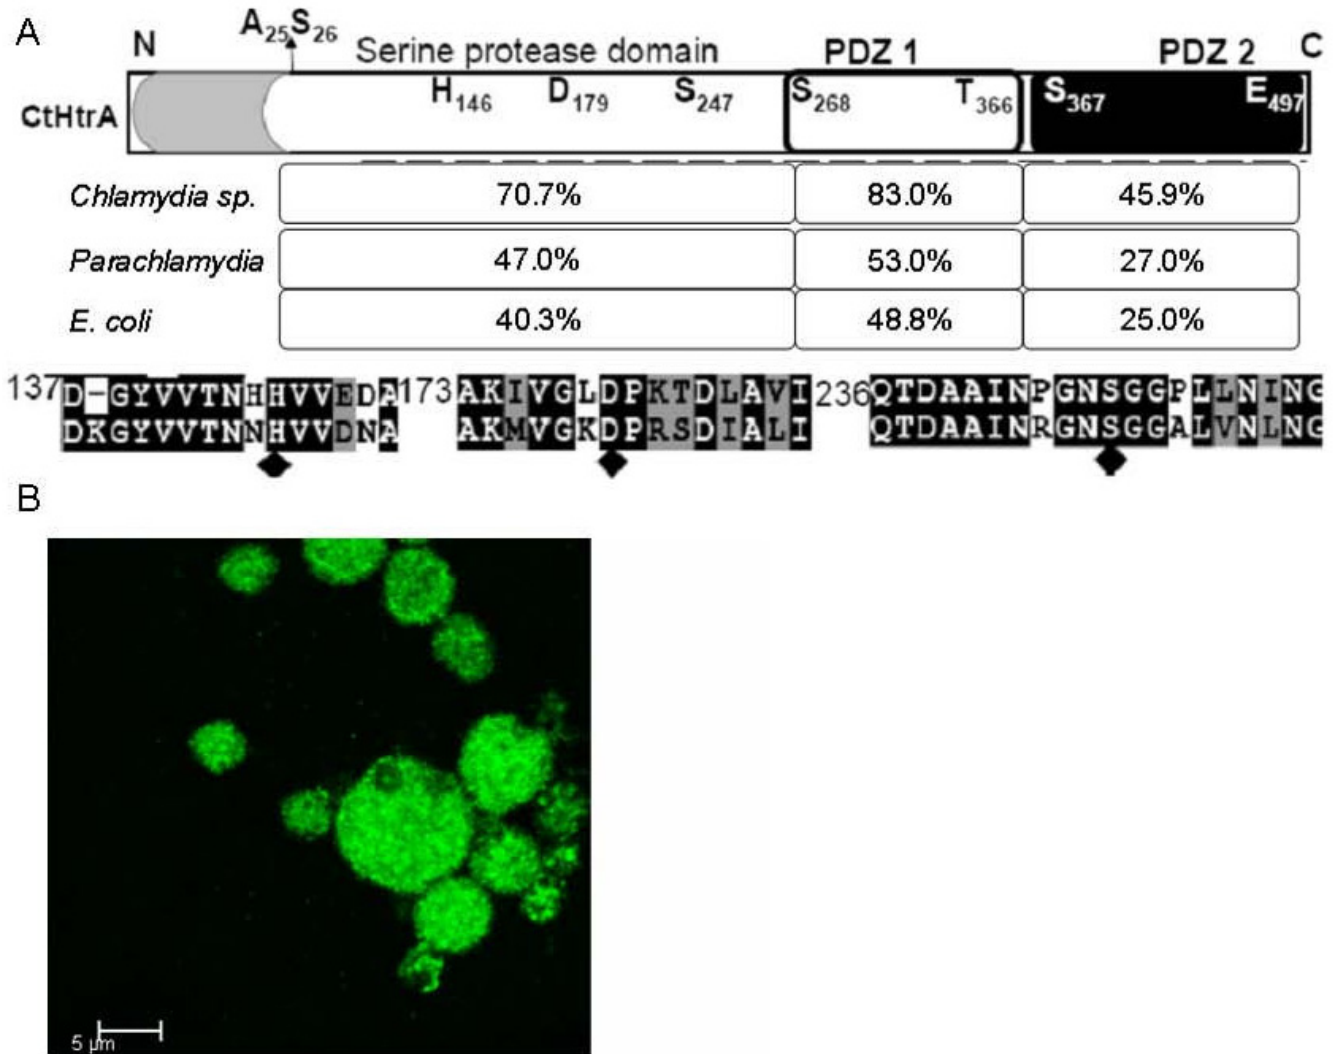 A
N A25S26 Serine protease domain PDZ 1 PDZ 2 C
CtHtrA H146 D179 S247 S268 T366 S367 E497
Chlamydia sp. 70.7% 83.0% 45.9%
Parachlamydia 47.0% 53.0% 27.0%
E. coli 40.3% 48.8% 25.0%
137 D-GYVVTNHHVVEDA 173 AKIVGLDPKTDLAVI 236 QTDAAINPGNSGGPLLNING
DKGYVVTNNHVVDNA AKMVGKDPRSDIALI QTDAAINRGNSGGALVNLNG
B
5 µm